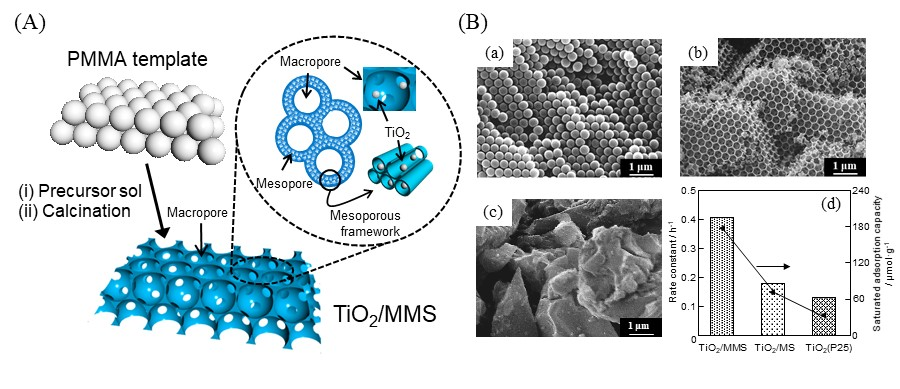 (A)
PMMA template
(i) Precursor sol
(ii) Calcination
Macropore
TiO2/MMS
Macropore
TiO2
Mesopore
Mesoporous
framework
(B)
(a)
1 μm
(b)
1 μm
(c)
1 μm
(d)
Rate constant / h-1
0.5
0.4
0.3
0.2
0.1
0
240
180
120
60
0
Saturated adsorption capacity
/ μmol·g-1
TiO2/MMS TiO2/MS TiO2(P25)